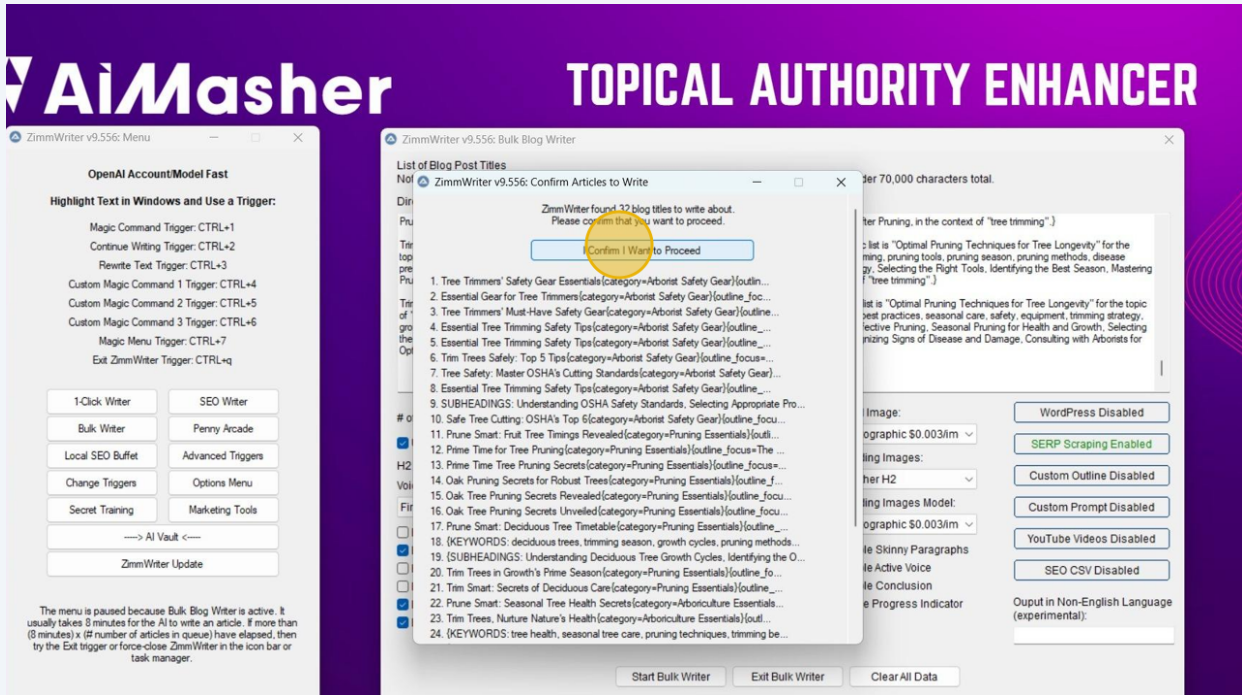 AiMasher
TOPICAL AUTHORITY ENHANCER
ZimmWriter v9.556: Menu
OpenAI Account/Model Fast
Highlight Text in Windows and Use a Trigger:
Magic Command Trigger: CTRL+1
Continue Writing Trigger: CTRL+2
Rewrite Text Trigger: CTRL+3
Custom Magic Command 1 Trigger: CTRL+4
Custom Magic Command 2 Trigger: CTRL+5
Custom Magic Command 3 Trigger: CTRL+6
Magic Menu Trigger: CTRL+7
Exit ZimmWriter Trigger: CTRL+q
1-Click Writer
SEO Writer
Bulk Writer
Penny Arcade
Local SEO Buffet
Advanced Triggers
Change Triggers
Options Menu
Secret Training
Marketing Tools
----> AI Vault <----
ZimmWriter Update
The menu is paused because Bulk Blog Writer is active. It
usually takes 8 minutes for the AI to write an article. If more than
(8 minutes) x (# number of articles in queue) have elapsed, then
try the Exit trigger or force-close ZimmWriter in the icon bar or
task manager.
ZimmWriter v9.556: Bulk Blog Writer
List of Blog Post Titles
der 70,000 characters total.
ZimmWriter v9.556: Confirm Articles to Write
ZimmWriter found 32 blog titles to write about.
Please confirm that you want to proceed.
I Confirm I Want to Proceed
1. Tree Trimmers' Safety Gear Essentials{category=Arborist Safety Gear}{outlin...
2. Essential Gear for Tree Trimmers{category=Arborist Safety Gear}{outline_foc...
3. Tree Trimmers' Must-Have Safety Gear{category=Arborist Safety Gear}{outline...
4. Essential Tree Trimming Safety Tips{category=Arborist Safety Gear}{outline_...
5. Essential Tree Trimming Safety Tips{category=Arborist Safety Gear}{outline_...
6. Trim Trees Safely: Top 5 Tips{category=Arborist Safety Gear}{outline_focus=...
7. Tree Safety: Master OSHA's Cutting Standards{category=Arborist Safety Gear}...
8. Essential Tree Trimming Safety Tips{category=Arborist Safety Gear}{outline_...
9. SUBHEADINGS: Understanding OSHA Safety Standards, Selecting Appropriate Pro...
10. Safe Tree Cutting: OSHA's Top 6{category=Arborist Safety Gear}{outline_focu...
11. Prune Smart: Fruit Tree Timings Revealed{category=Pruning Essentials}{outli...
12. Prime Time for Tree Pruning{category=Pruning Essentials}{outline_focus=The ...
13. Prime Time Tree Pruning Secrets{category=Pruning Essentials}{outline_focus=...
14. Oak Pruning Secrets for Robust Trees{category=Pruning Essentials}{outline_f...
15. Oak Tree Pruning Secrets Revealed{category=Pruning Essentials}{outline_focu...
16. Oak Tree Pruning Secrets Unveiled{category=Pruning Essentials}{outline_focu...
17. Prune Smart: Deciduous Tree Timetable{category=Pruning Essentials}{outline_...
18. {KEYWORDS: deciduous trees, trimming season, growth cycles, pruning methods...
19. {SUBHEADINGS: Understanding Deciduous Tree Growth Cycles, Identifying the O...
20. Trim Trees in Growth's Prime Season{category=Pruning Essentials}{outline_fo...
21. Trim Smart: Secrets of Deciduous Care{category=Pruning Essentials}{outline_...
22. Prune Smart: Seasonal Tree Health Secrets{category=Arboriculture Essentials...
23. Trim Trees, Nurture Nature's Health{category=Arboriculture Essentials}{outl...
24. {KEYWORDS: tree health, seasonal tree care, pruning techniques, trimming be...
ter Pruning, in the context of "tree trimming".}
c list is "Optimal Pruning Techniques for Tree Longevity" for the
ming, pruning tools, pruning season, pruning methods, disease
gy, Selecting the Right Tools, Identifying the Best Season, Mastering
f "tree trimming".}
list is "Optimal Pruning Techniques for Tree Longevity" for the topic
best practices, seasonal care, safety, equipment, trimming strategy,
fective Pruning, Seasonal Pruning for Health and Growth, Selecting
nizing Signs of Disease and Damage, Consulting with Arborists for
# o
H2
Voi
Fir
l Image:
ographic $0.003/im
ding Images:
her H2
ding Images Model:
ographic $0.003/im
le Skinny Paragraphs
le Active Voice
le Conclusion
e Progress Indicator
WordPress Disabled
SERP Scraping Enabled
Custom Outline Disabled
Custom Prompt Disabled
YouTube Videos Disabled
SEO CSV Disabled
Ouput in Non-English Language
(experimental):
Start Bulk Writer
Exit Bulk Writer
Clear All Data